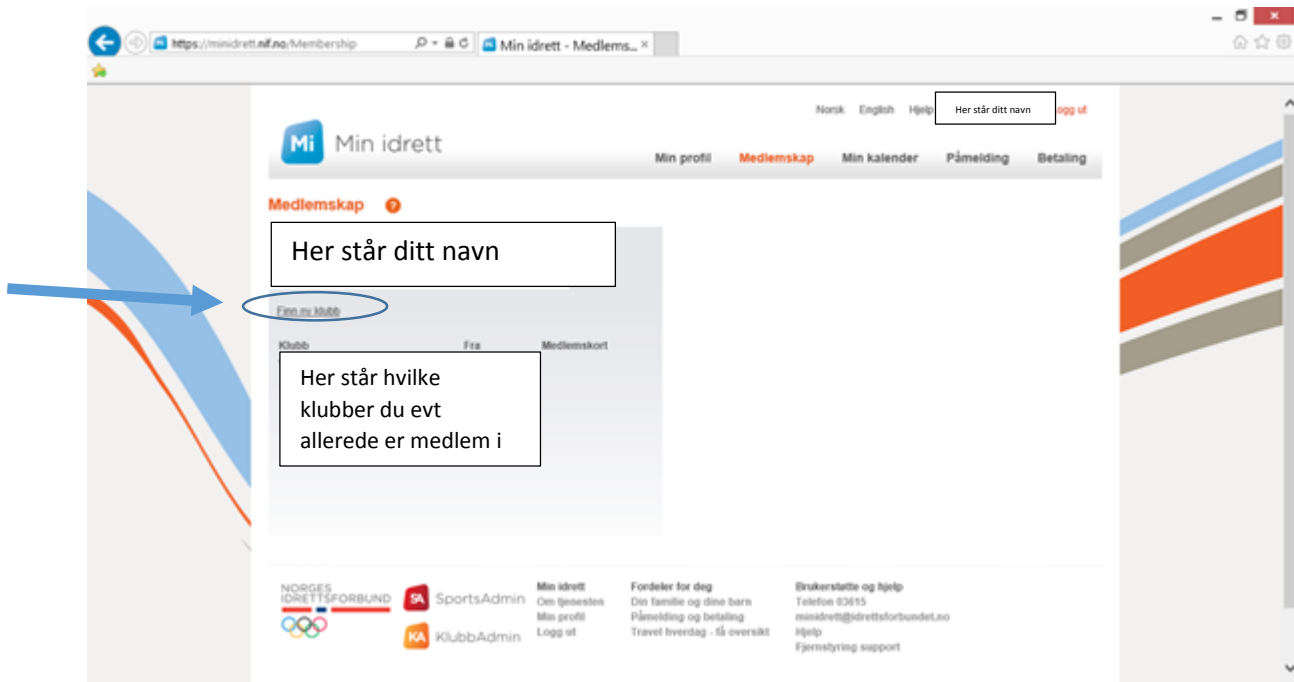 https://minidrett.nif.no/Membership
Min idrett - Medlems...
Norsk English Hjelp Her står ditt navn Logg ut
Mi Min idrett
Min profil Medlemskap Min kalender Påmelding Betaling
Medlemskap ?
Her står ditt navn
Finn ny klubb
Klubb Fra Medlemskort
Her står hvilke
klubber du evt
allerede er medlem i
NORGES
IDRETTSFORBUND
SA SportsAdmin
KA KlubbAdmin
Min idrett
Om tjenesten
Min profil
Logg ut
Fordeler for deg
Din familie og dine barn
Påmelding og betaling
Travel hverdag - få oversikt
Brukerstøtte og hjelp
Telefon 03615
minidrett@idrettsforbundet.no
Hjelp
Fjernstyring support